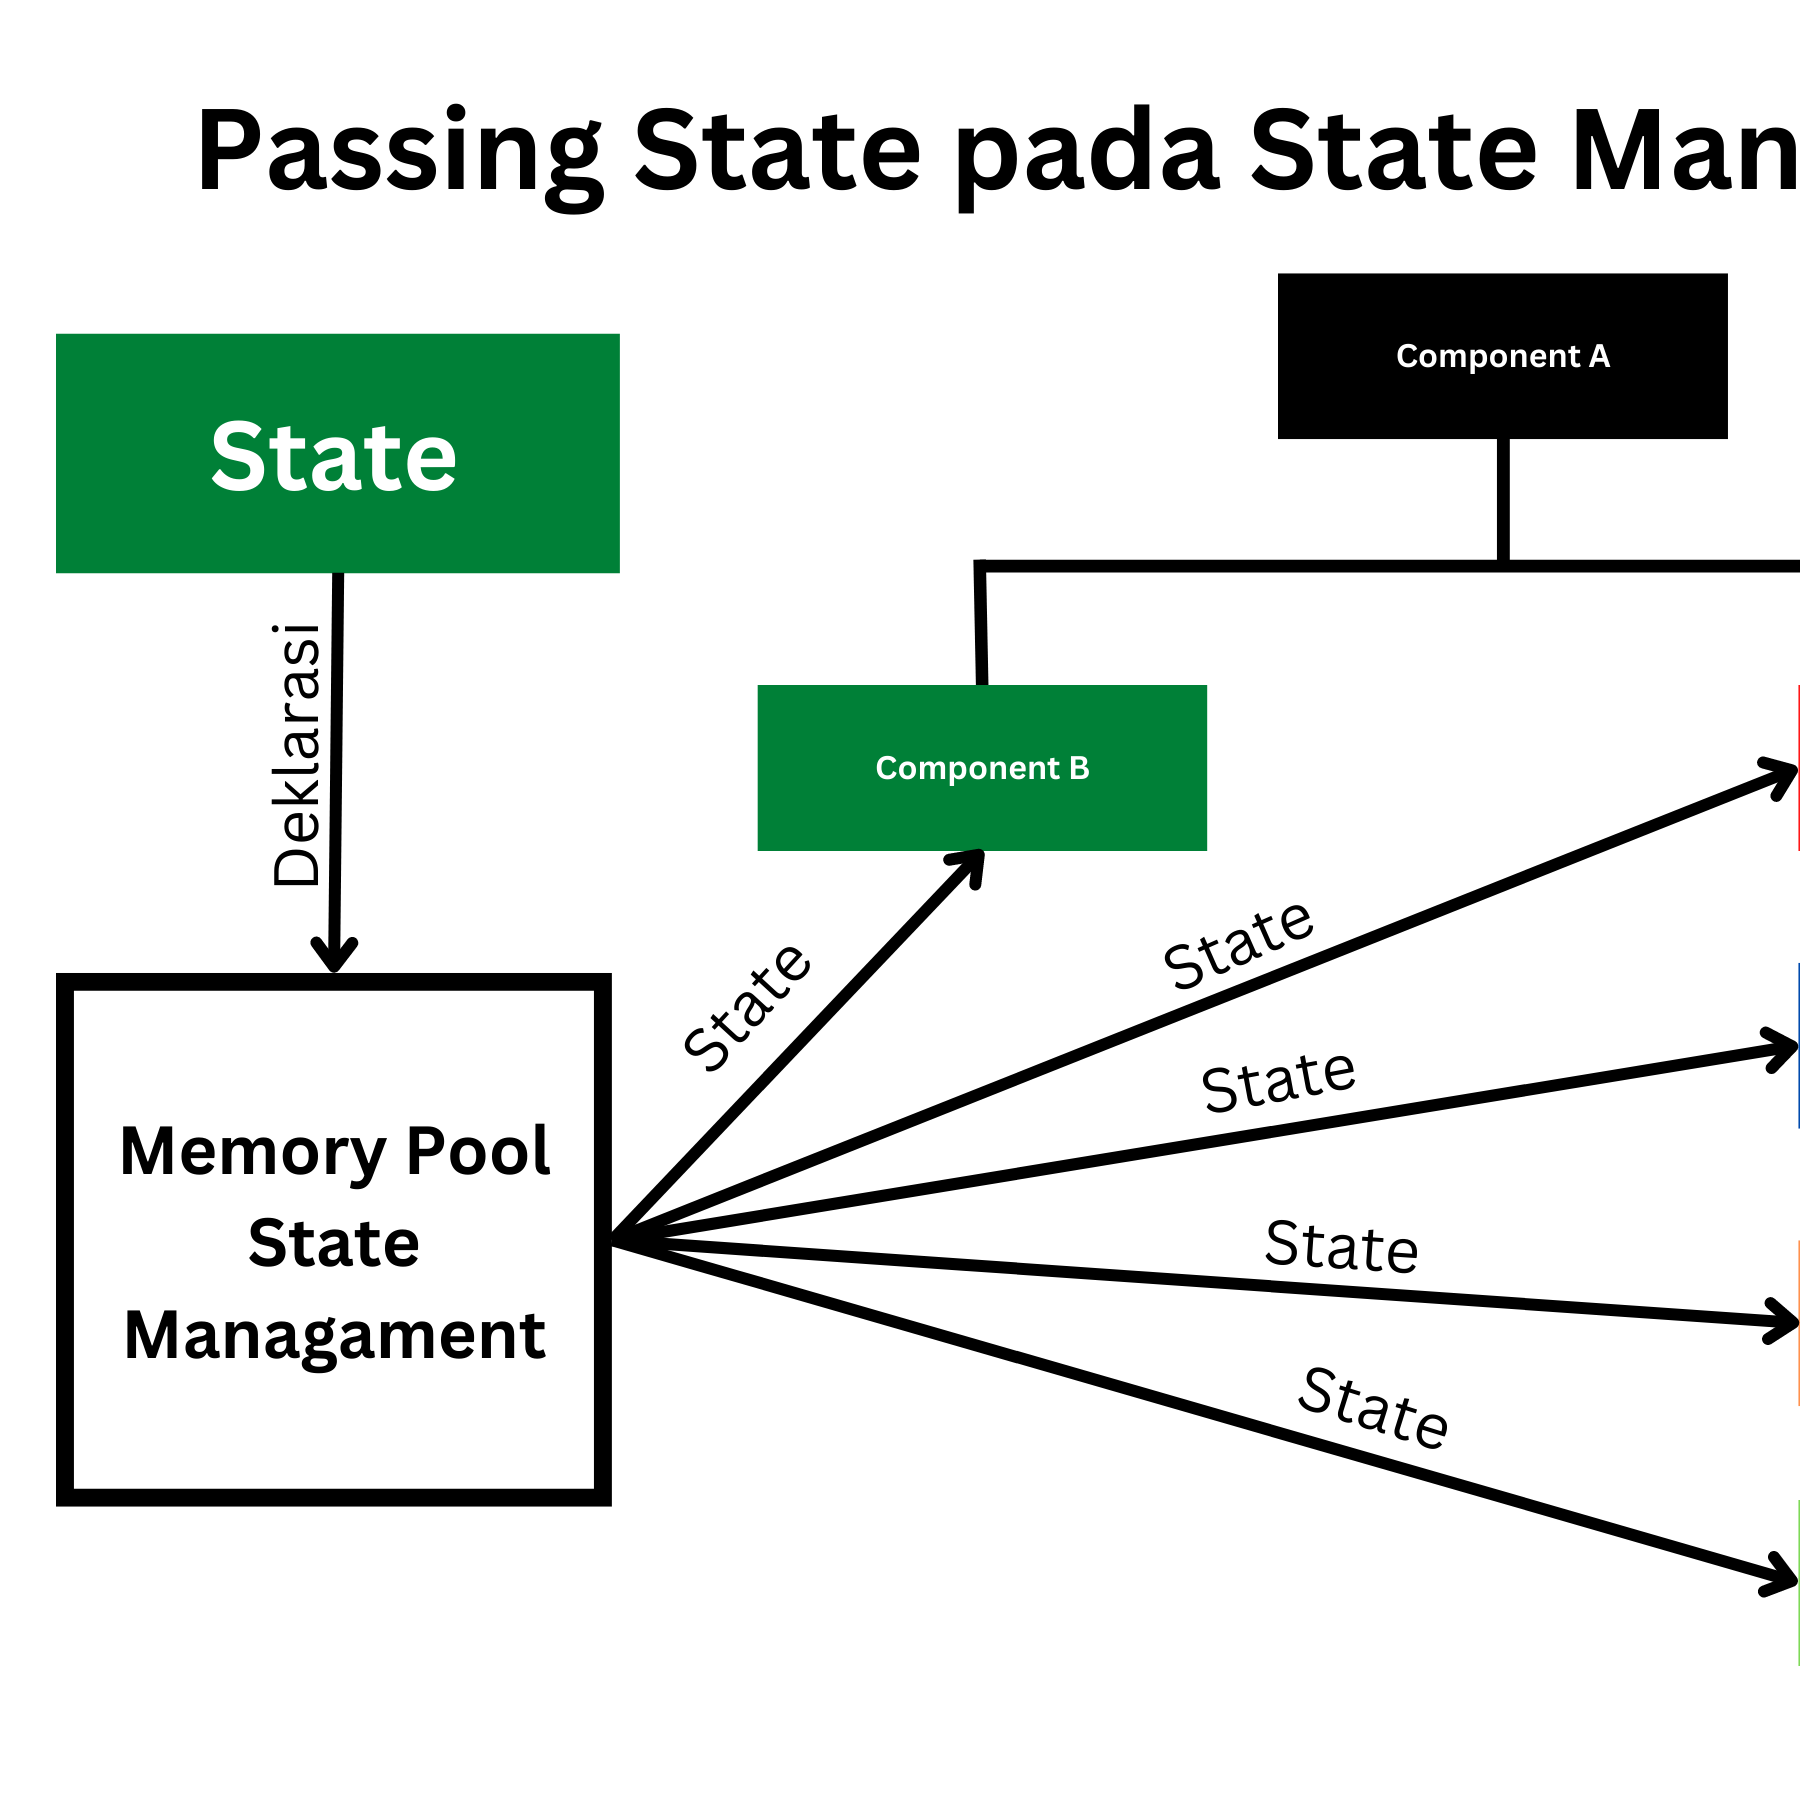 Passing State pada State Man
Component A
State
Deklarasi
Component B
State
State
State
State
State
Memory Pool
State
Managament